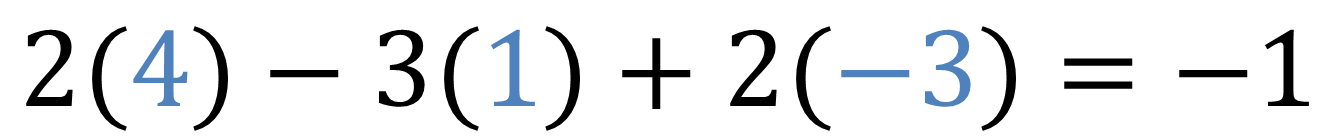 2(4) − 3(1) + 2(−3) = −1